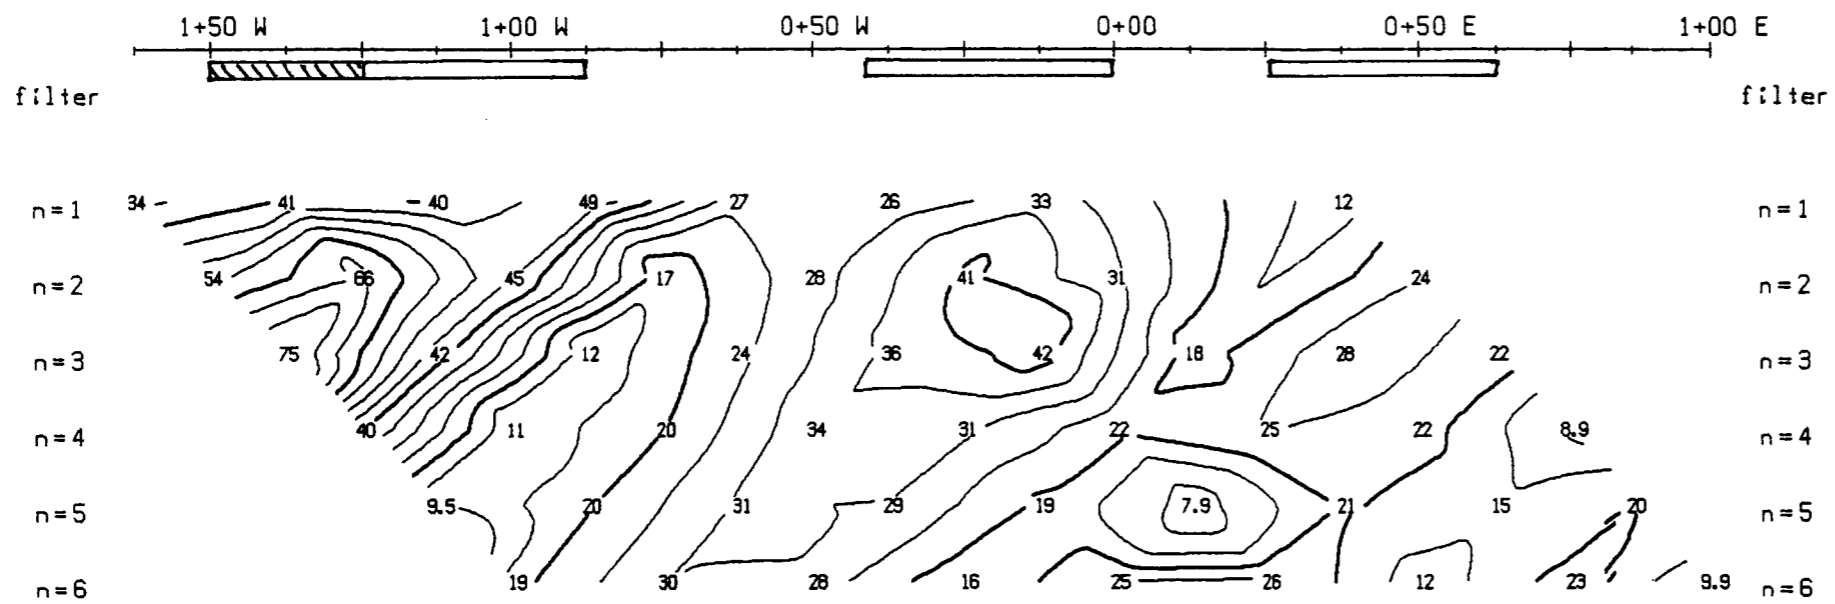 1+50 W 1+00 W 0+50 W 0+00 0+50 E 1+00 E
filter filter
n=1 34 41 40 49 27 26 33 12 n=1
n=2 54 66 45 17 28 41 31 24 n=2
n=3 75 42 12 24 36 42 18 28 22 n=3
n=4 40 11 20 34 31 22 25 22 8.9 n=4
n=5 9.5 20 31 29 19 7.9 21 15 20 n=5
n=6 19 30 28 16 25 26 12 23 9.9 n=6